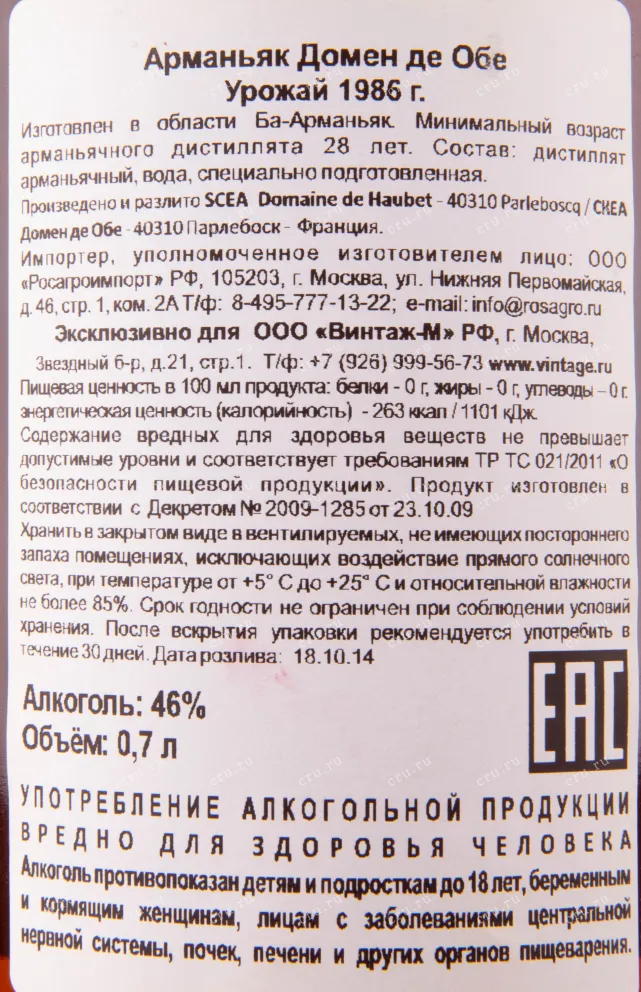 Арманьяк Домен де Обе
Урожай 1986 г.
Изготовлен в области Ба-Арманьяк. Минимальный возраст
арманьячного дистиллята 28 лет. Состав: дистиллят
арманьячный, вода, специально подготовленная.
Произведено и разлито SCEA Domaine de Haubet - 40310 Parleboscq / СКЕА
Домен де Обе - 40310 Парлебоск - Франция.
Импортер, уполномоченное изготовителем лицо: ООО
«Росагроимпорт» РФ, 105203, г. Москва, ул. Нижняя Первомайская,
д. 46, стр. 1, ком. 2А Т/ф: 8-495-777-13-22; e-mail: info@rosagro.ru
Эксклюзивно для ООО «Винтаж-М» РФ, г. Москва,
Звездный б-р, д.21, стр.1. Т/ф: +7 (926) 999-56-73 www.vintage.ru
Пищевая ценность в 100 мл продукта: белки - 0 г, жиры - 0 г, углеводы - 0 г.
энергетическая ценность (калорийность) - 263 ккал / 1101 кДж.
Содержание вредных для здоровья веществ не превышает
допустимые уровни и соответствует требованиям ТР ТС 021/2011 «О
безопасности пищевой продукции». Продукт изготовлен в
соответствии с Декретом № 2009-1285 от 23.10.09
Хранить в закрытом виде в вентилируемых, не имеющих постороннего
запаха помещениях, исключающих воздействие прямого солнечного
света, при температуре от +5° С до +25° С и относительной влажности
не более 85%. Срок годности не ограничен при соблюдении условий
хранения. После вскрытия упаковки рекомендуется употребить в
течение 30 дней. Дата розлива: 18.10.14
Алкоголь: 46%
Объём: 0,7 л
EAC
УПОТРЕБЛЕНИЕ АЛКОГОЛЬНОЙ ПРОДУКЦИИ
ВРЕДНО ДЛЯ ЗДОРОВЬЯ ЧЕЛОВЕКА
Алкоголь противопоказан детям и подросткам до 18 лет, беременным
и кормящим женщинам, лицам с заболеваниями центральной
нервной системы, почек, печени и других органов пищеварения.
cru.ru